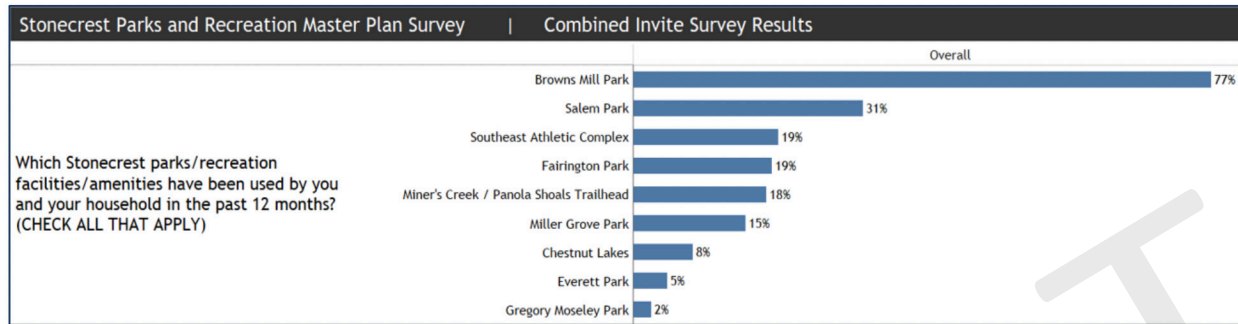 Stonecrest Parks and Recreation Master Plan Survey | Combined Invite Survey Results
Overall
Which Stonecrest parks/recreation
facilities/amenities have been used by you
and your household in the past 12 months?
(CHECK ALL THAT APPLY)
Browns Mill Park 77%
Salem Park 31%
Southeast Athletic Complex 19%
Fairington Park 19%
Miner's Creek / Panola Shoals Trailhead 18%
Miller Grove Park 15%
Chestnut Lakes 8%
Everett Park 5%
Gregory Moseley Park 2%
T